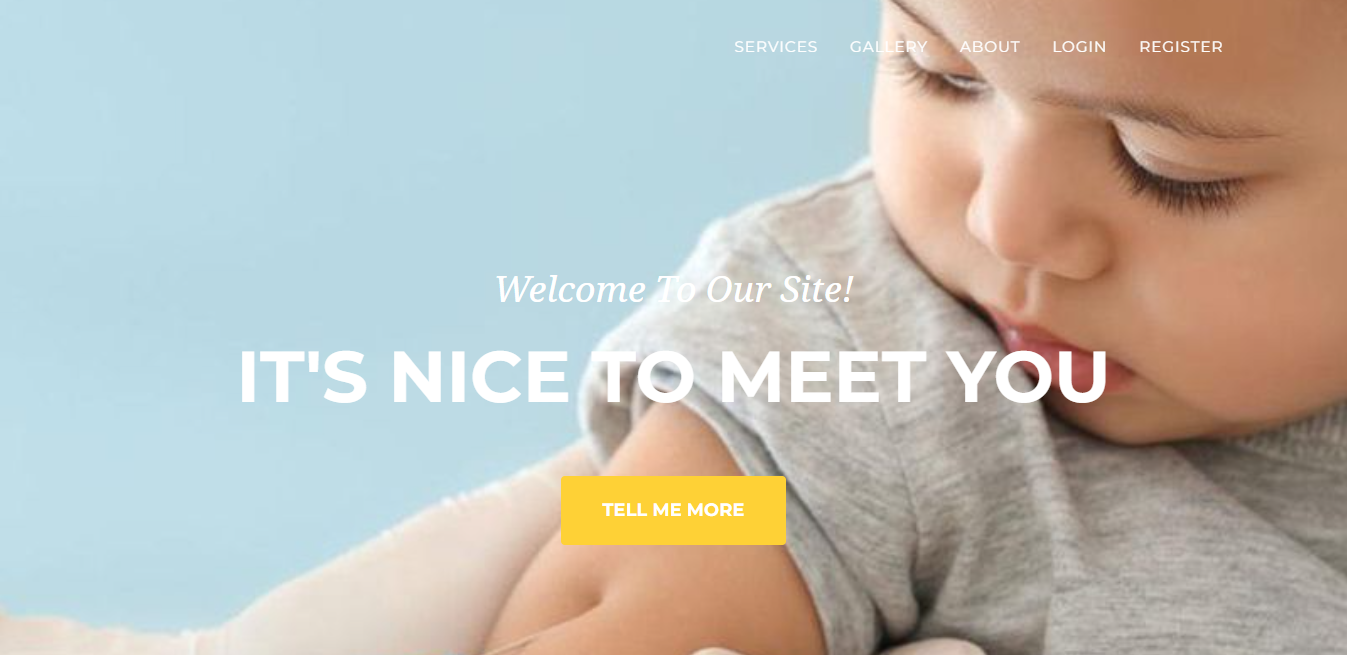 SERVICES GALLERY ABOUT LOGIN REGISTER
Welcome To Our Site!
IT'S NICE TO MEET YOU
TELL ME MORE